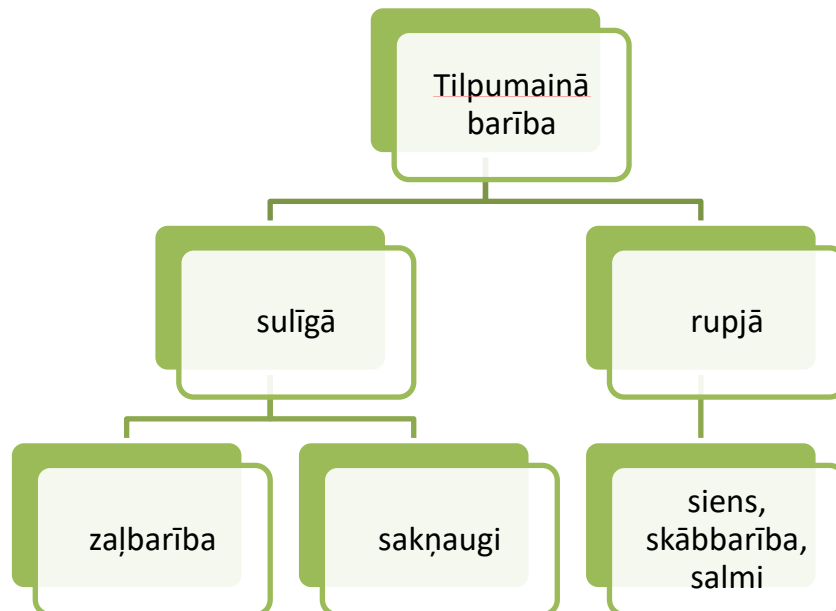 Tilpumainā
barība
sulīgā
rupjā
zaļbarība
sakņaugi
siens,
skābbarība,
salmi